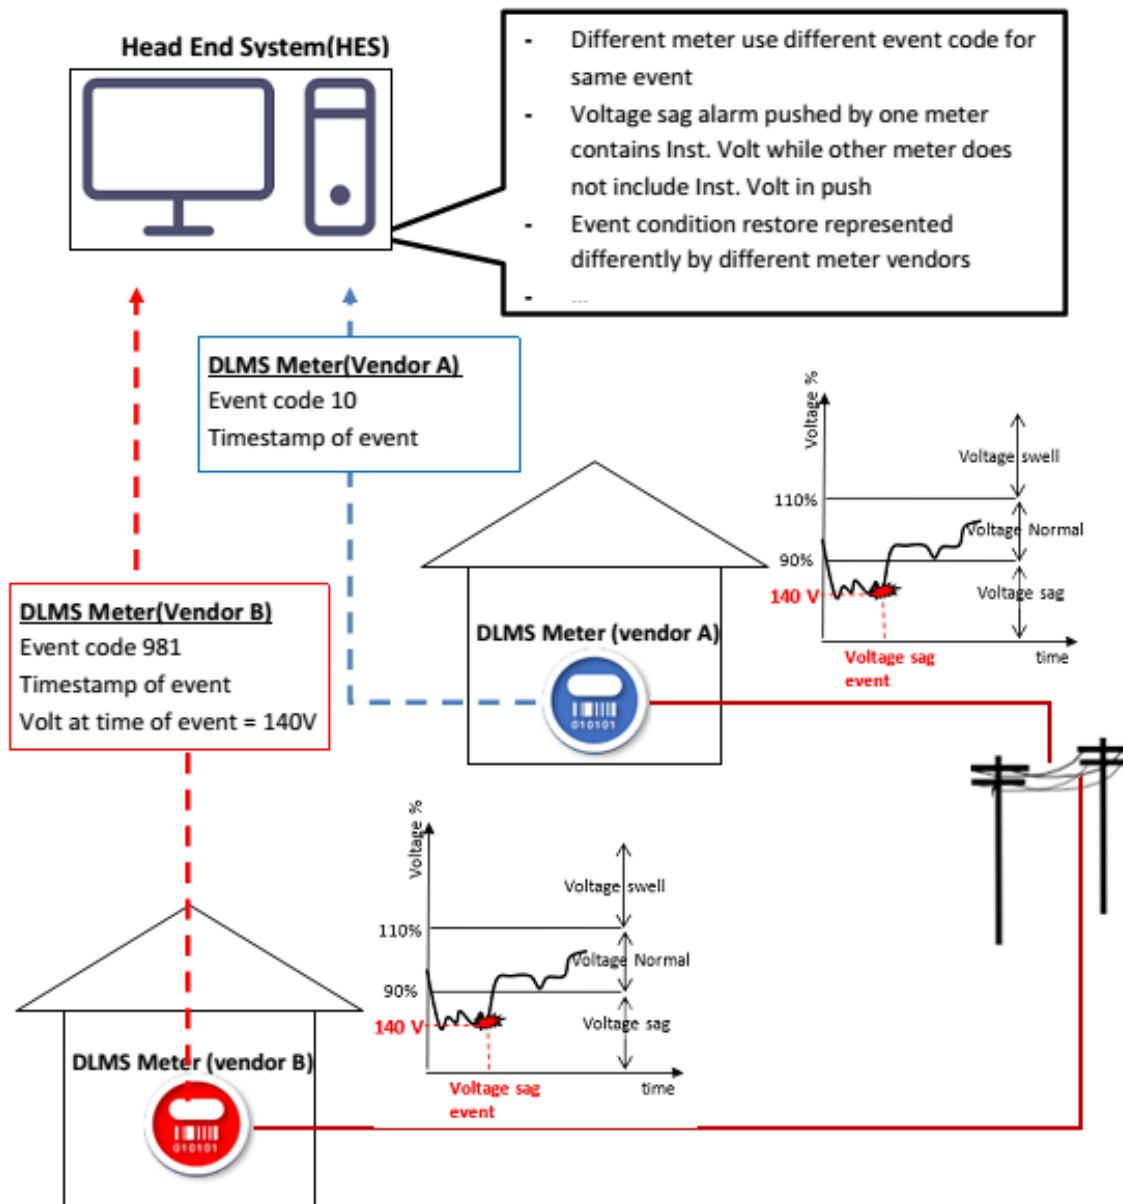 Head End System(HES)
- Different meter use different event code for
same event
- Voltage sag alarm pushed by one meter
contains Inst. Volt while other meter does
not include Inst. Volt in push
- Event condition restore represented
differently by different meter vendors
- ...
DLMS Meter(Vendor A)
Event code 10
Timestamp of event
Voltage %
Voltage swell
110%
Voltage Normal
90%
140 V
Voltage sag
Voltage sag
event
time
DLMS Meter(Vendor B)
Event code 981
Timestamp of event
Volt at time of event = 140V
DLMS Meter (vendor A)
010101
Voltage %
Voltage swell
110%
Voltage Normal
90%
140 V
Voltage sag
Voltage sag
event
time
DLMS Meter (vendor B)
010101